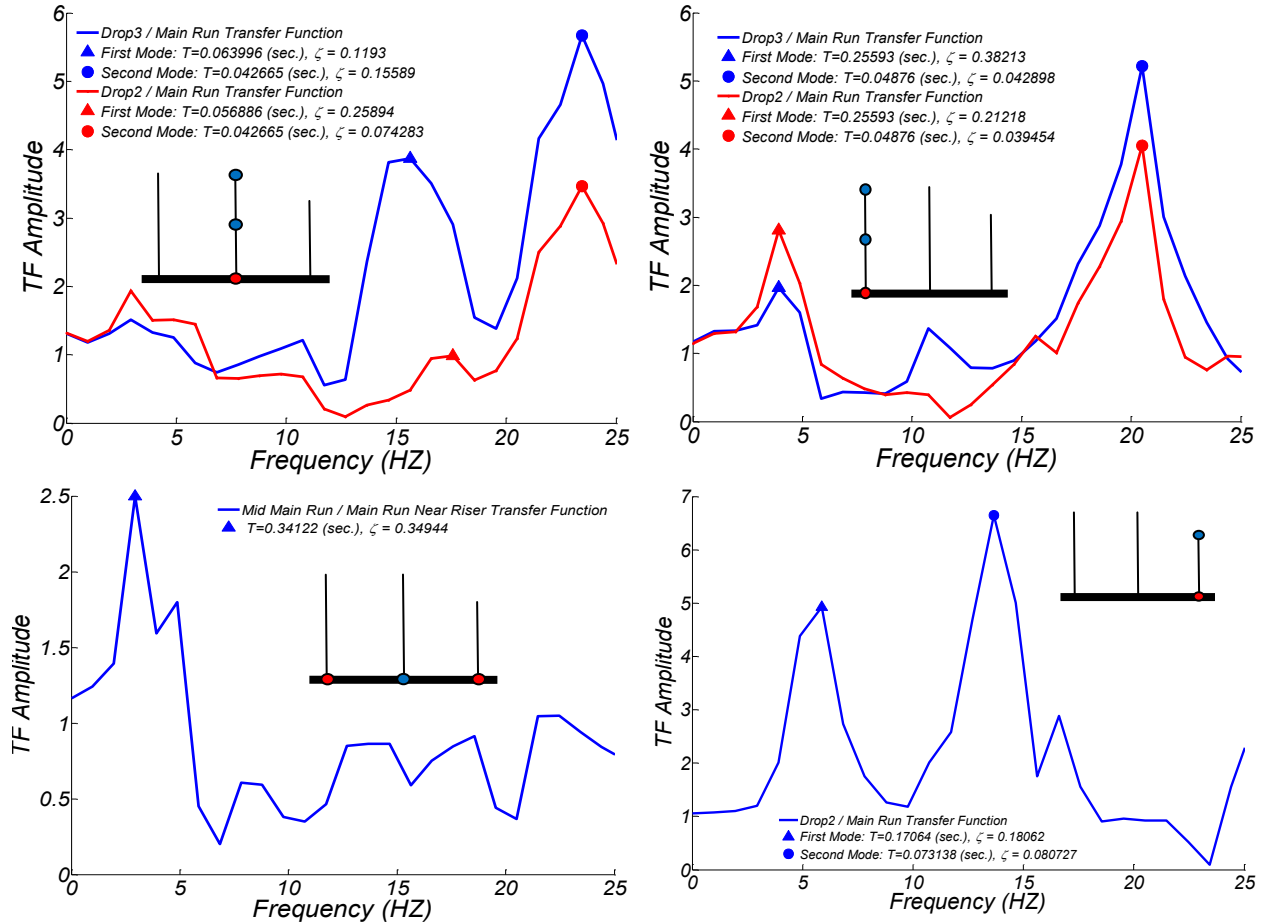 Drop3 / Main Run Transfer Function
First Mode: T=0.063996 (sec.), ζ = 0.1193
Second Mode: T=0.042665 (sec.), ζ = 0.15589
Drop2 / Main Run Transfer Function
First Mode: T=0.056886 (sec.), ζ = 0.25894
Second Mode: T=0.042665 (sec.), ζ = 0.074283
TF Amplitude
6
5
4
3
2
1
0
0 5 10 15 20 25
Frequency (HZ)
Drop3 / Main Run Transfer Function
First Mode: T=0.25593 (sec.), ζ = 0.38213
Second Mode: T=0.04876 (sec.), ζ = 0.042898
Drop2 / Main Run Transfer Function
First Mode: T=0.25593 (sec.), ζ = 0.21218
Second Mode: T=0.04876 (sec.), ζ = 0.039454
TF Amplitude
6
5
4
3
2
1
0
0 5 10 15 20 25
Frequency (HZ)
Mid Main Run / Main Run Near Riser Transfer Function
T=0.34122 (sec.), ζ = 0.34944
TF Amplitude
2.5
2
1.5
1
0.5
0
0 5 10 15 20 25
Frequency (HZ)
TF Amplitude
7
6
5
4
3
2
1
0
Drop2 / Main Run Transfer Function
First Mode: T=0.17064 (sec.), ζ = 0.18062
Second Mode: T=0.073138 (sec.), ζ = 0.080727
0 5 10 15 20 25
Frequency (HZ)